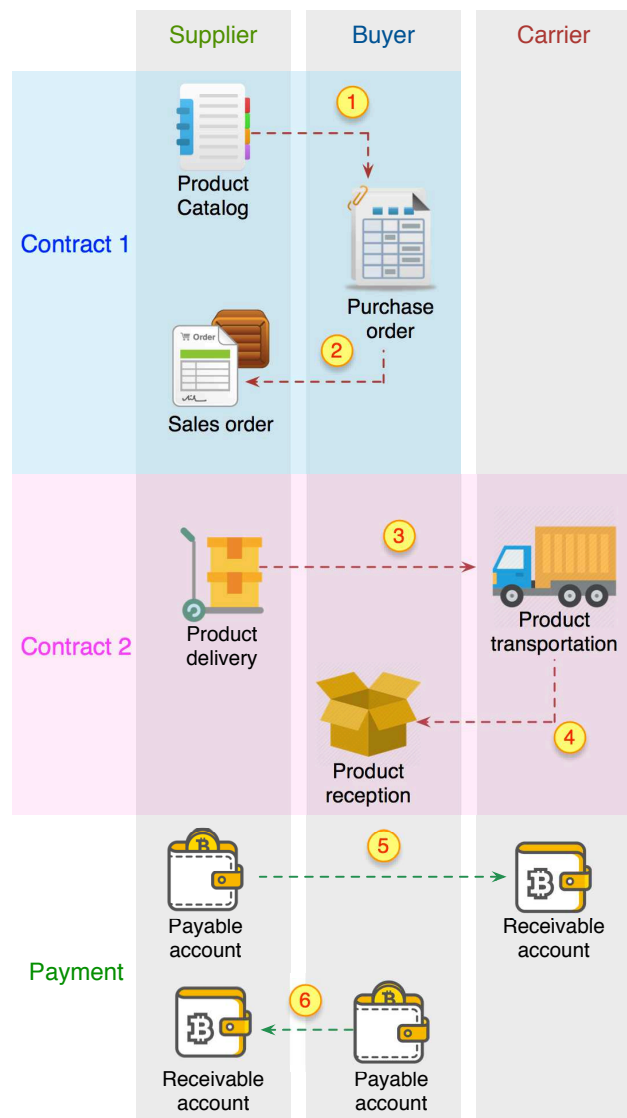 Supplier
Buyer
Carrier
1
Product
Catalog
Contract 1
Purchase
order
2
Order
Sales order
3
Product
delivery
Product
transportation
Contract 2
4
Product
reception
5
Payable
account
Receivable
account
Payment
6
Receivable
account
Payable
account